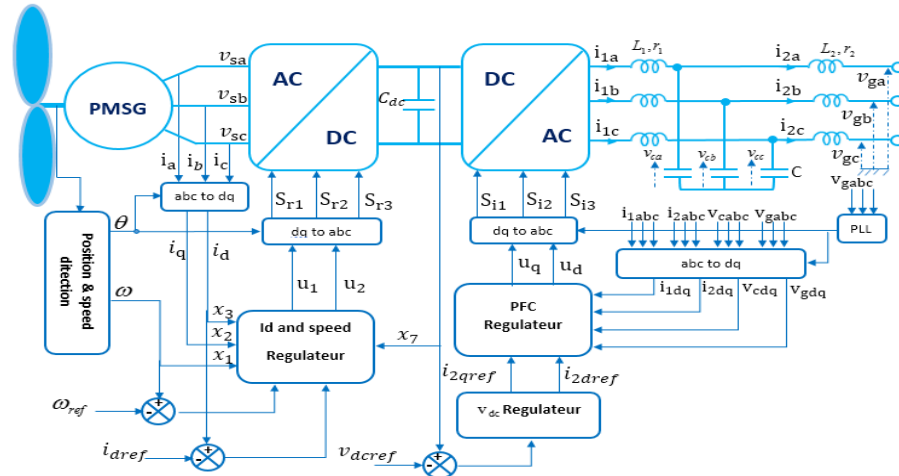 PMSG
v_sa
v_sb
v_sc
i_a
i_b
i_c
AC
DC
C_dc
DC
AC
i_1a
i_1b
i_1c
L_1, r_1
i_2a
i_2b
i_2c
L_2, r_2
v_ga
v_gb
v_gc
v_ca
v_cb
v_cc
C
v_gabc
PLL
abc to dq
S_r1
S_r2
S_r3
S_i1
S_i2
S_i3
θ
dq to abc
dq to abc
i_1abc
i_2abc
v_cabc
v_gabc
abc to dq
Position & speed
ditection
i_q
i_d
ω
u_1
u_2
u_q
u_d
i_1dq
i_2dq
v_cdq
v_gdq
x_3
x_2
x_1
Id and speed
Regulateur
x_7
PFC
Regulateur
i_2qref
i_2dref
v_dc Regulateur
ω_ref
+
-
i_dref
+
-
v_dcref
+
-